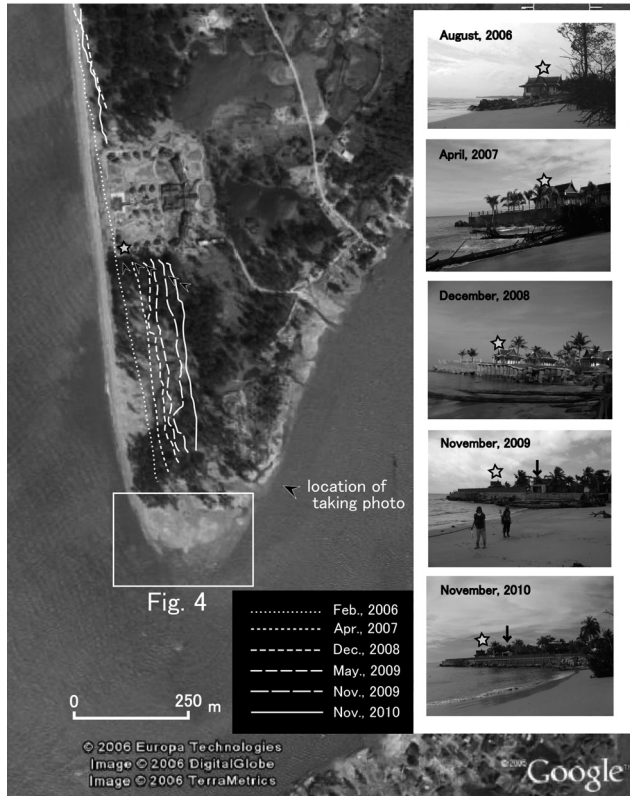 August, 2006
April, 2007
December, 2008
November, 2009
November, 2010
location of
taking photo
Fig. 4
Feb., 2006
Apr., 2007
Dec., 2008
May., 2009
Nov., 2009
Nov., 2010
0 250 m
© 2006 Europa Technologies
Image © 2006 DigitalGlobe
Image © 2006 TerraMetrics
©2006 Google™